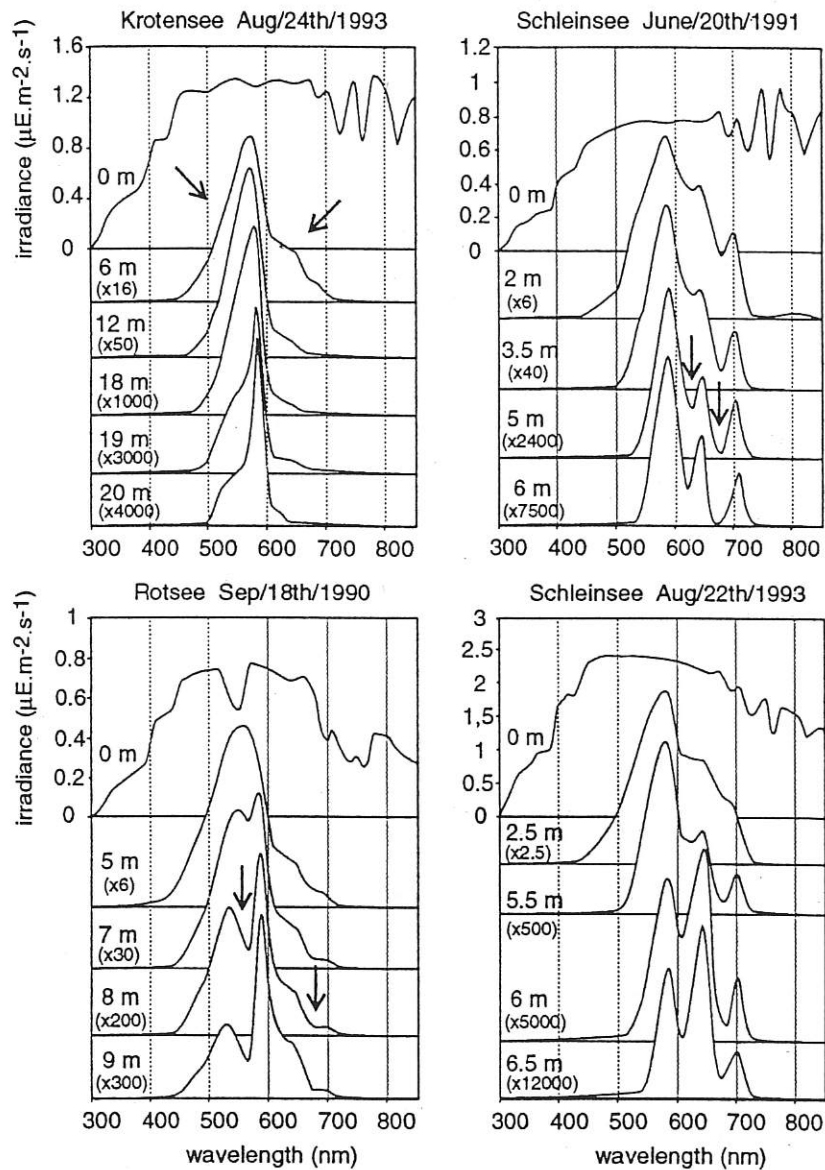 Krotensee Aug/24th/1993
irradiance (µE.m-2.s-1)
1.6
1.2
0.8
0.4
0
0 m
6 m
(x16)
12 m
(x50)
18 m
(x1000)
19 m
(x3000)
20 m
(x4000)
300 400 500 600 700 800
Schleinsee June/20th/1991
1.2
1
0.8
0.6
0.4
0.2
0
0 m
2 m
(x6)
3.5 m
(x40)
5 m
(x2400)
6 m
(x7500)
300 400 500 600 700 800
Rotsee Sep/18th/1990
irradiance (µE.m-2.s-1)
1
0.8
0.6
0.4
0.2
0
0 m
5 m
(x6)
7 m
(x30)
8 m
(x200)
9 m
(x300)
300 400 500 600 700 800
wavelength (nm)
Schleinsee Aug/22th/1993
3
2.5
2
1,5
1
0.5
0
0 m
2.5 m
(x2.5)
5.5 m
(x500)
6 m
(x5000)
6.5 m
(x12000)
300 400 500 600 700 800
wavelength (nm)